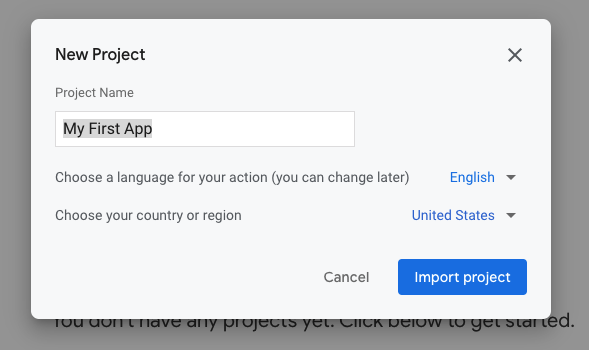 New Project
Project Name
My First App
Choose a language for your action (you can change later) English
Choose your country or region United States
Cancel Import project
You don't have any projects yet. Click below to get started.